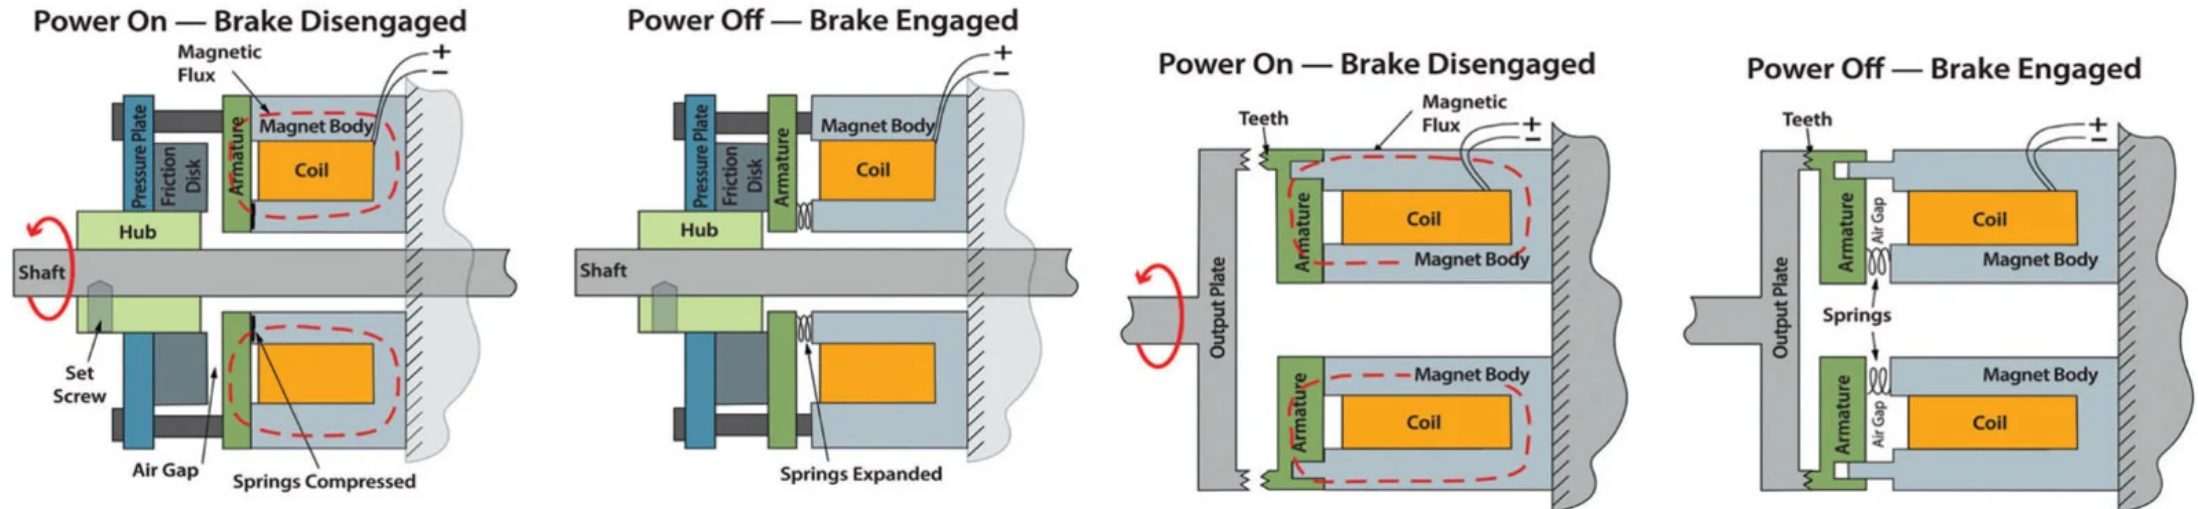 Power On — Brake Disengaged
Magnetic
Flux
+
−
Pressure Plate
Friction
Disk
Armature
Magnet Body
Coil
Hub
Shaft
Set
Screw
Air Gap
Springs Compressed
Power Off — Brake Engaged
+
−
Pressure Plate
Friction
Disk
Armature
Magnet Body
Coil
Hub
Shaft
Springs Expanded
Power On — Brake Disengaged
Teeth
Magnetic
Flux
+
−
Armature
Coil
Magnet Body
Output Plate
Magnet Body
Armature
Coil
Power Off — Brake Engaged
Teeth
+
−
Armature
Air Gap
Coil
Magnet Body
Output Plate
Springs
Magnet Body
Armature
Air Gap
Coil